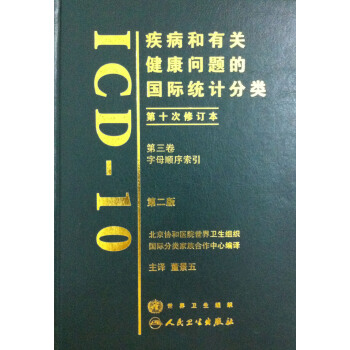 ICD-10
疾病和有关
健康问题的
国际统计分类
第十次修订本
第三卷
字母顺序索引
第二版
北京协和医院世界卫生组织
国际分类家族合作中心编译
主译 董景五
世界卫生组织
人民卫生出版社